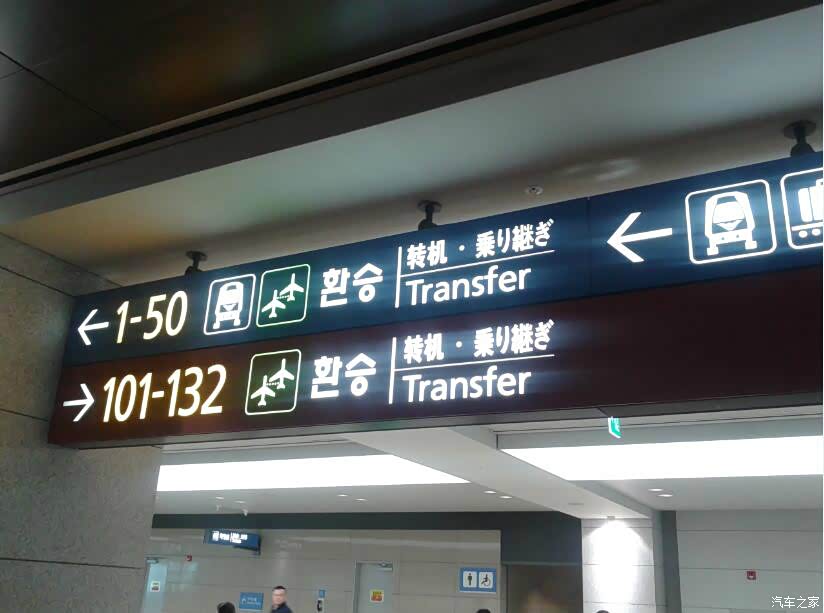 1-50 환승 转机 · 乗り継ぎ
Transfer
101-132 환승 转机 · 乗り継ぎ
Transfer
汽车之家